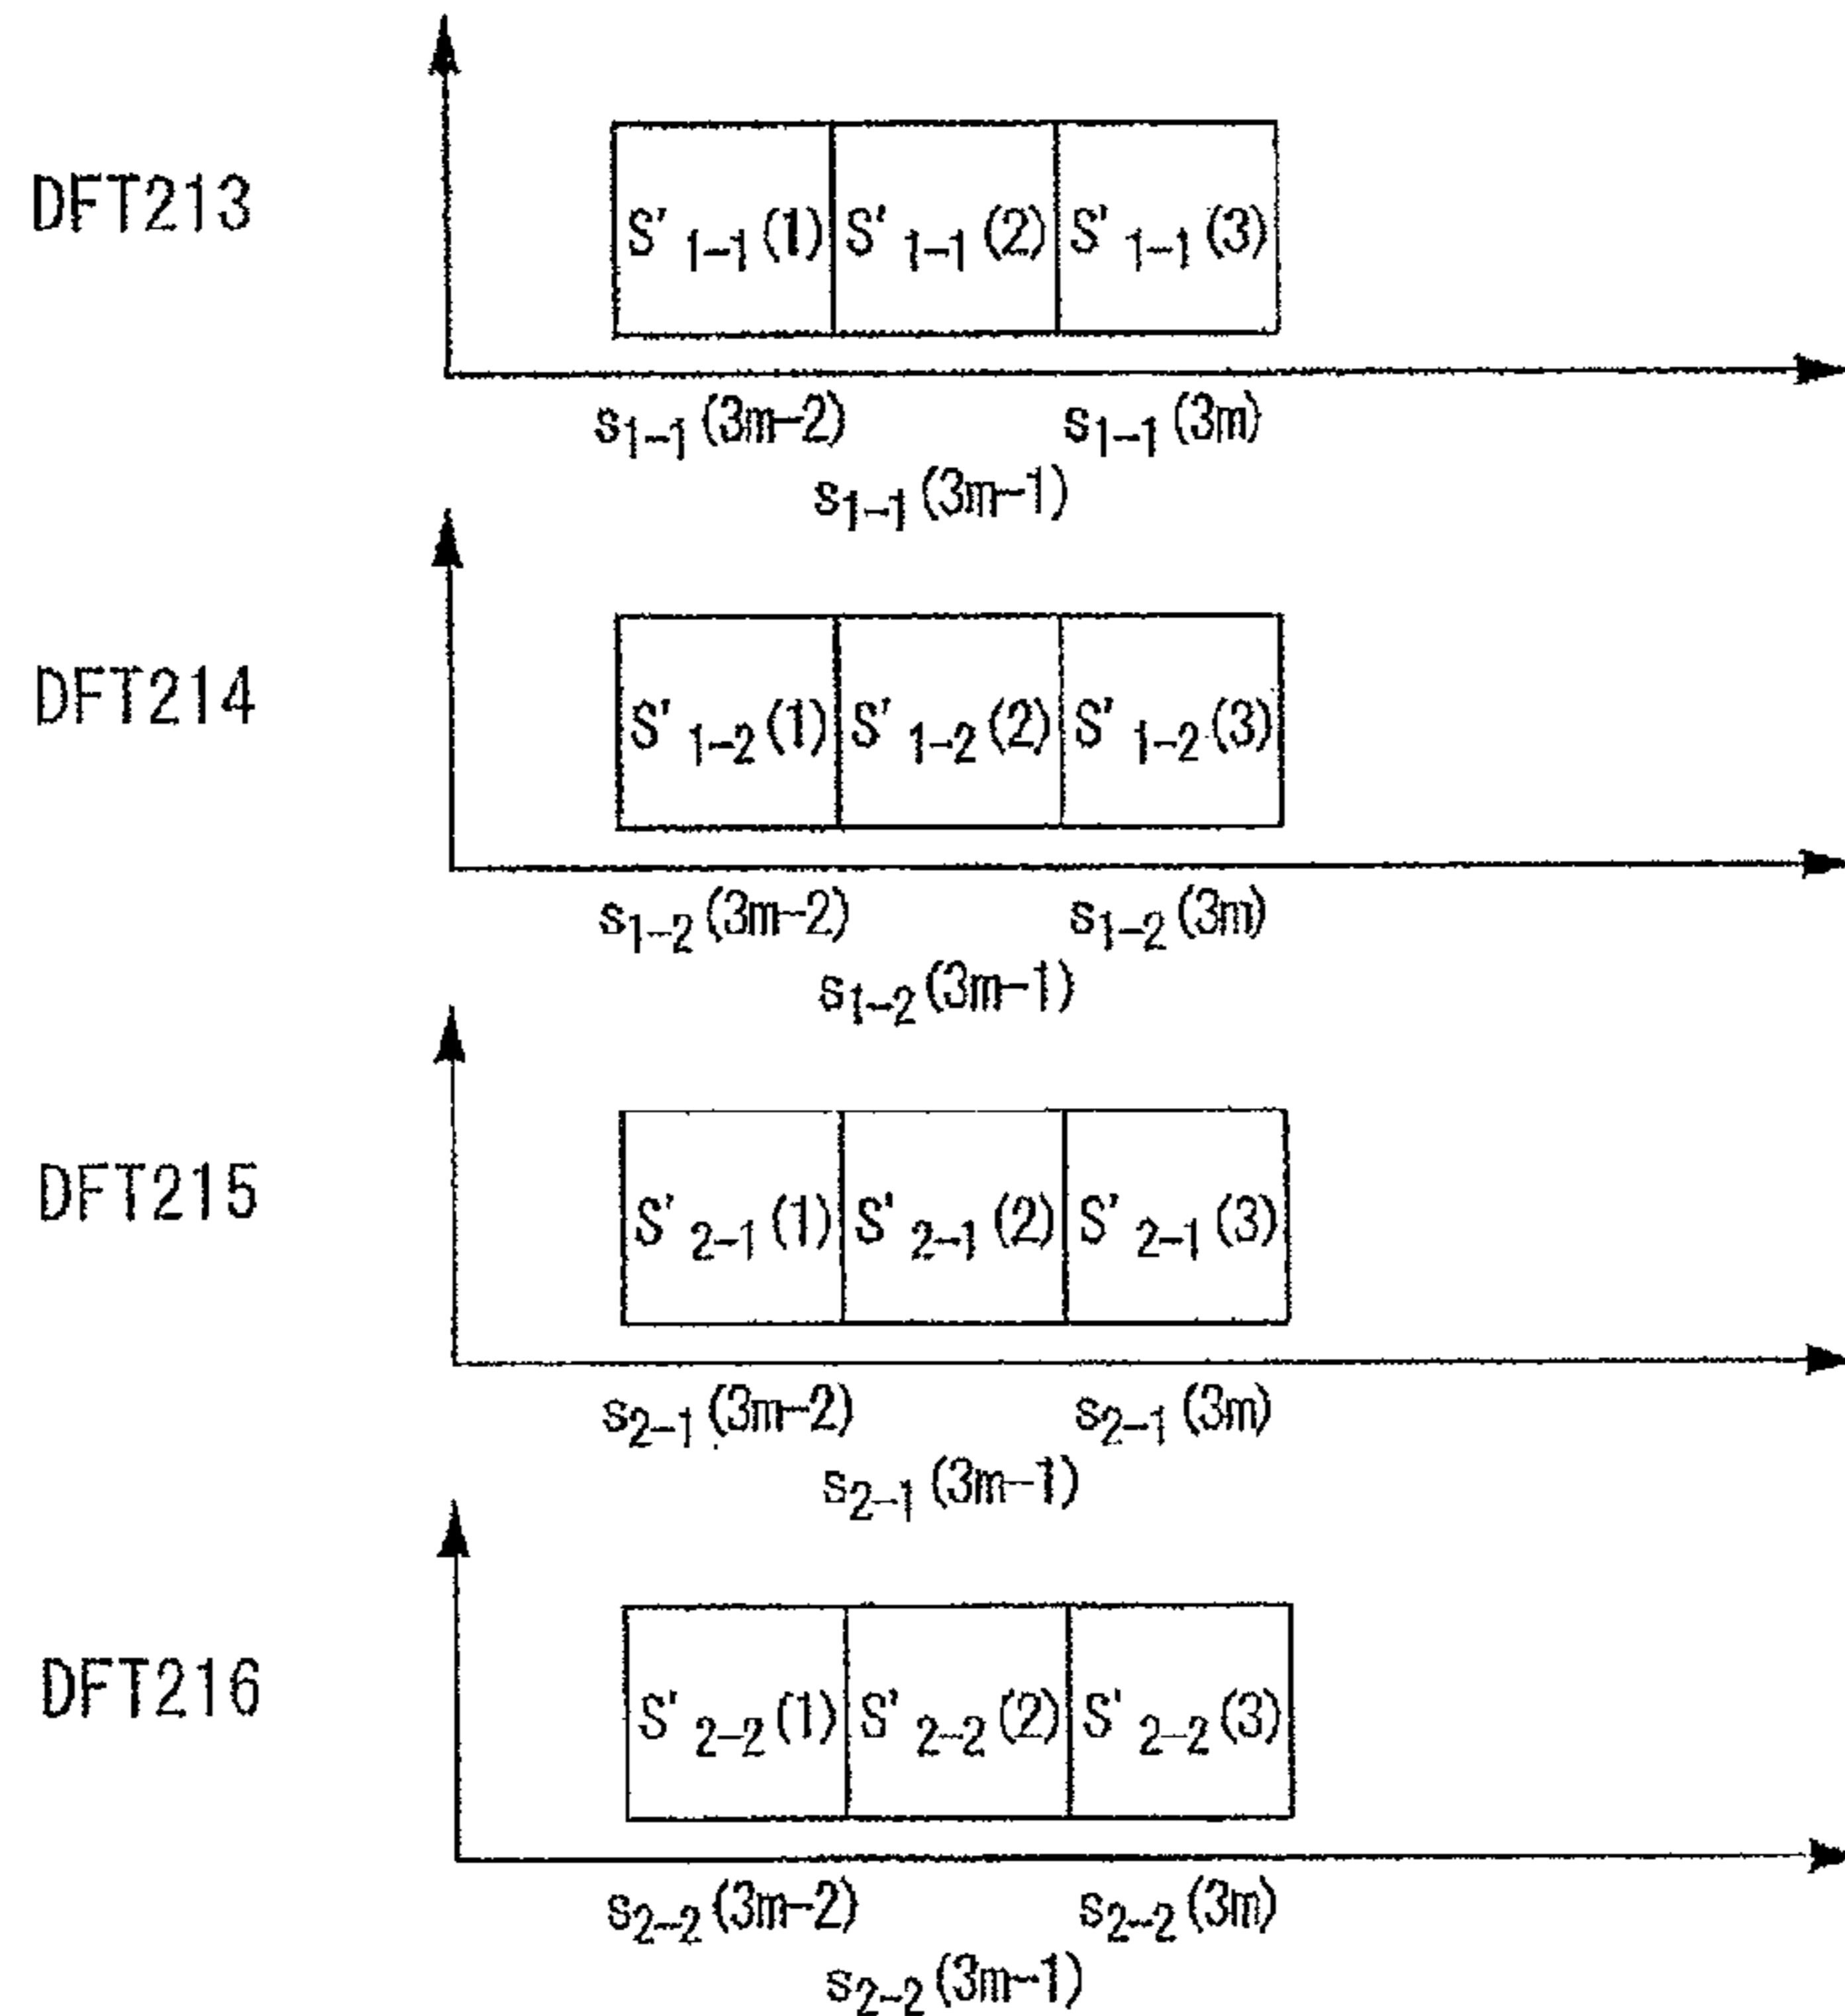 DFT213
S'1-1(1) S'1-1(2) S'1-1(3)
s1-1(3m-2) s1-1(3m)
s1-1(3m-1)
DFT214
S'1-2(1) S'1-2(2) S'1-2(3)
s1-2(3m-2) s1-2(3m)
s1-2(3m-1)
DFT215
S'2-1(1) S'2-1(2) S'2-1(3)
s2-1(3m-2) s2-1(3m)
s2-1(3m-1)
DFT216
S'2-2(1) S'2-2(2) S'2-2(3)
s2-2(3m-2) s2-2(3m)
s2-2(3m-1)